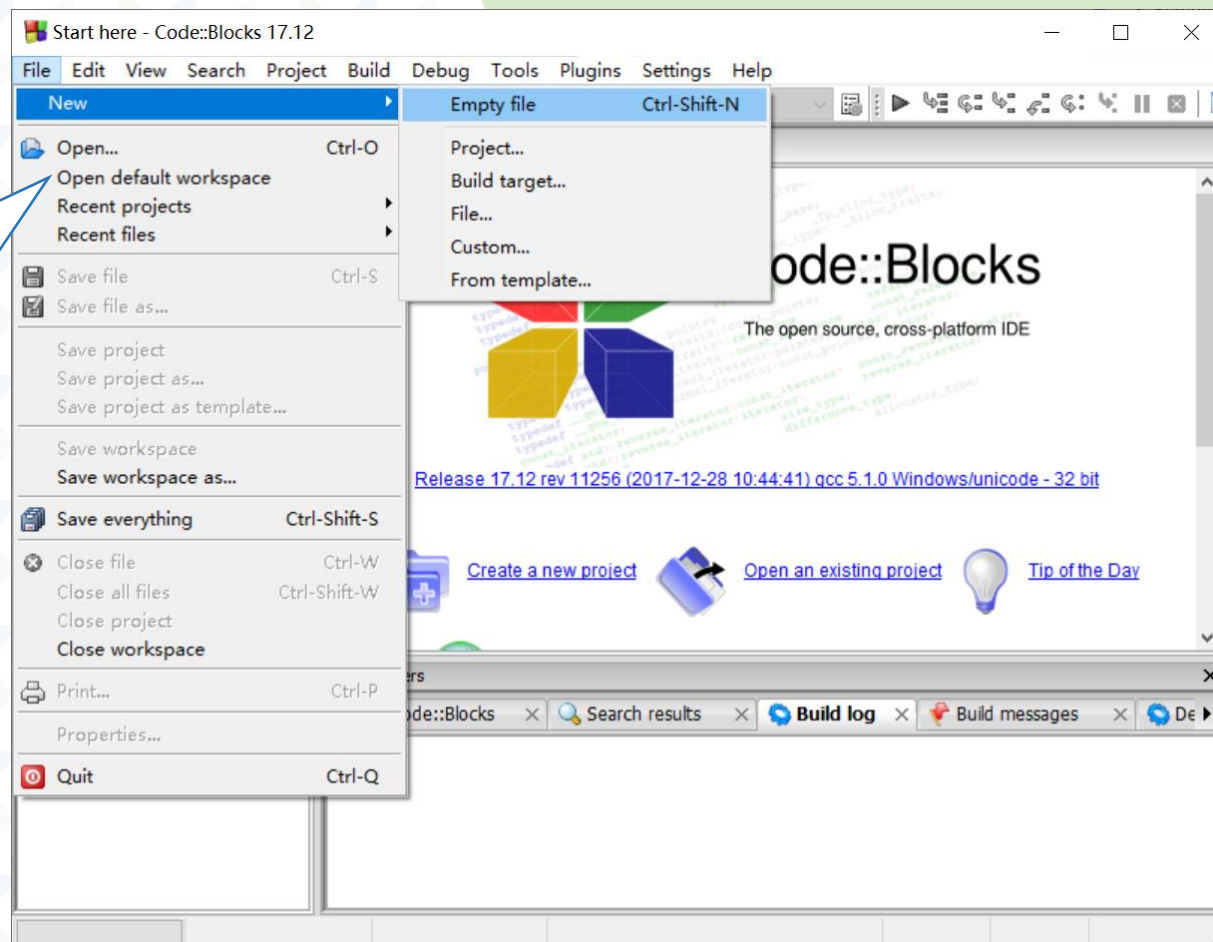 Start here - Code::Blocks 17.12
File Edit View Search Project Build Debug Tools Plugins Settings Help
New
Empty file Ctrl-Shift-N
Project...
Build target...
File...
Custom...
From template...
Open... Ctrl-O
Open default workspace
Recent projects
Recent files
Save file Ctrl-S
Save file as...
Save project
Save project as...
Save project as template...
Save workspace
Save workspace as...
Save everything Ctrl-Shift-S
Close file Ctrl-W
Close all files Ctrl-Shift-W
Close project
Close workspace
Print... Ctrl-P
Properties...
Quit Ctrl-Q
ode::Blocks
The open source, cross-platform IDE
Release 17.12 rev 11256 (2017-12-28 10:44:41) gcc 5.1.0 Windows/unicode - 32 bit
Create a new project Open an existing project Tip of the Day
ers
ode::Blocks Search results Build log Build messages De